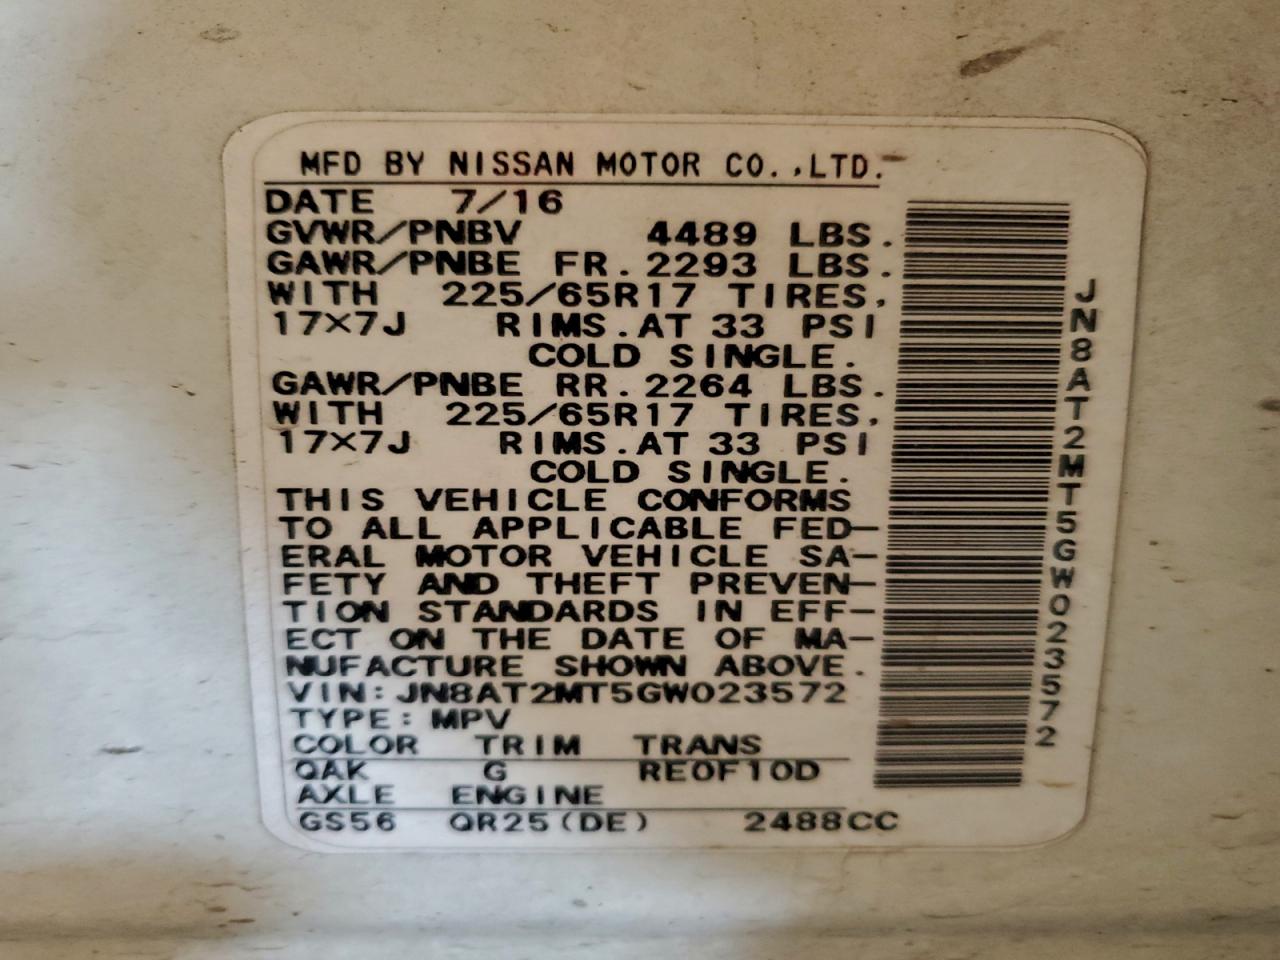 MFD BY NISSAN MOTOR CO.,LTD.
DATE 7/16
GVWR/PNBV 4489 LBS.
GAWR/PNBE FR.2293 LBS.
WITH 225/65R17 TIRES,
17×7J RIMS.AT 33 PSI
COLD SINGLE.
GAWR/PNBE RR.2264 LBS.
WITH 225/65R17 TIRES,
17×7J RIMS.AT 33 PSI
COLD SINGLE.
THIS VEHICLE CONFORMS
TO ALL APPLICABLE FED-
ERAL MOTOR VEHICLE SA-
FETY AND THEFT PREVEN-
TION STANDARDS IN EFF-
ECT ON THE DATE OF MA-
NUFACTURE SHOWN ABOVE.
VIN:JN8AT2MT5GW023572
TYPE:MPV
COLOR TRIM TRANS
QAK G RE0F10D
AXLE ENGINE
GS56 QR25(DE) 2488CC
JN8AT2MT5GW023572